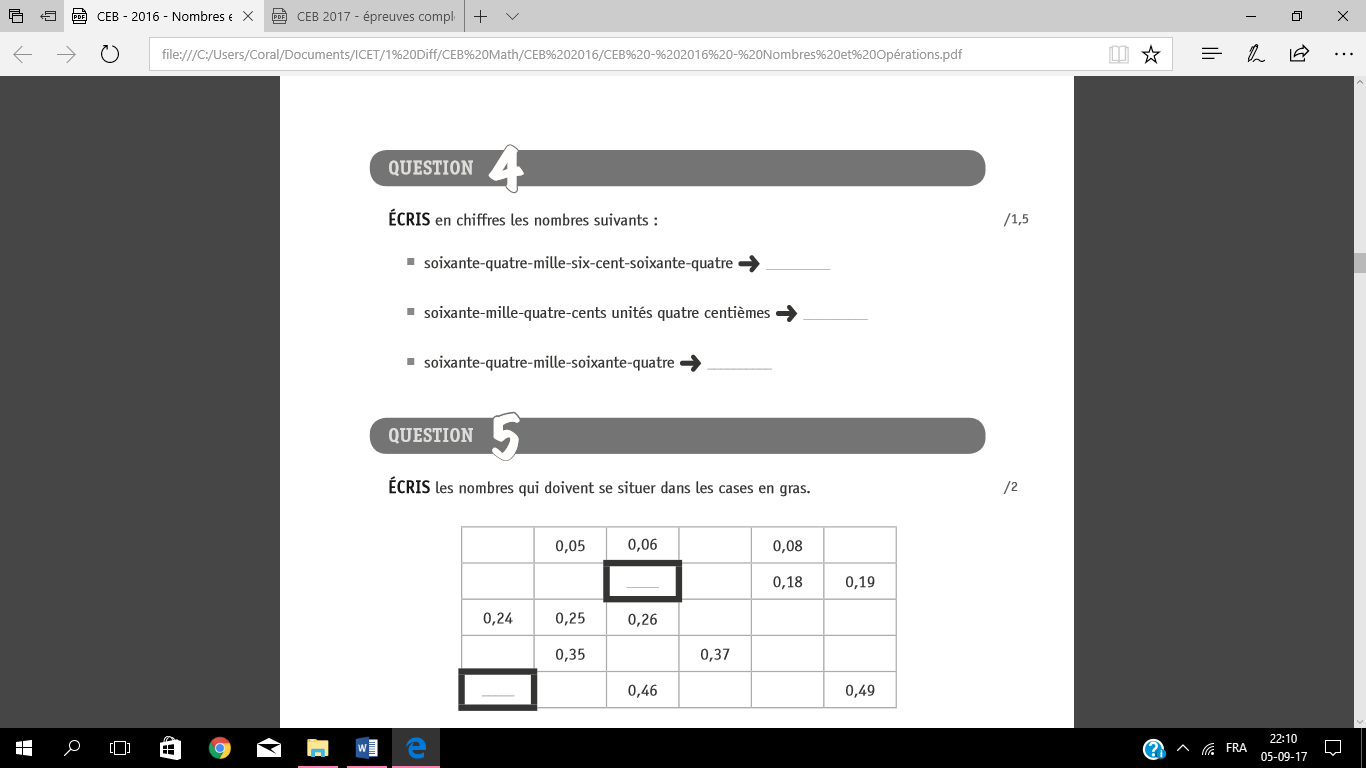 CEB - 2016 - Nombres e
CEB 2017 - épreuves compl
file:///C:/Users/Coral/Documents/ICET/1%20Diff/CEB%20Math/CEB%202016/CEB%20-%202016%20-%20Nombres%20et%20Opérations.pdf
QUESTION 4
ÉCRIS en chiffres les nombres suivants : /1,5
soixante-quatre-mille-six-cent-soixante-quatre ➜ ________
soixante-mille-quatre-cents unités quatre centièmes ➜ ________
soixante-quatre-mille-soixante-quatre ➜ ________
QUESTION 5
ÉCRIS les nombres qui doivent se situer dans les cases en gras. /2
0,05 0,06 0,08
____ 0,18 0,19
0,24 0,25 0,26
0,35 0,37
____ 0,46 0,49
FRA
22:10
05-09-17